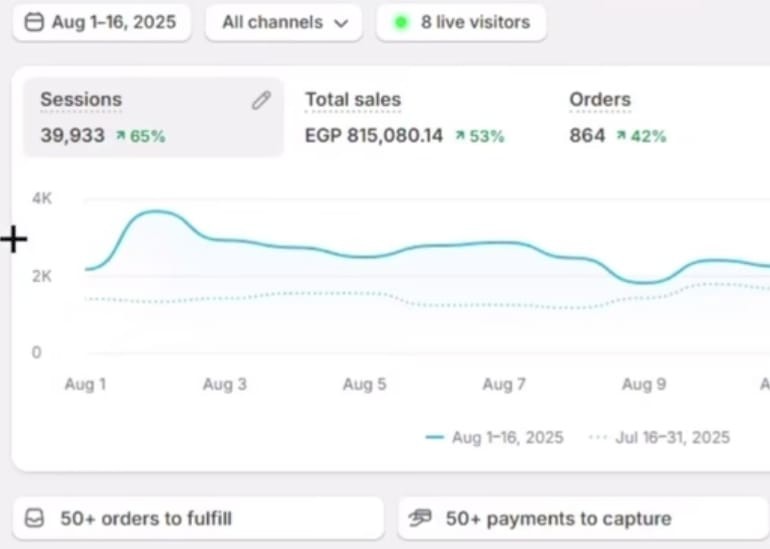 Aug 1–16, 2025
All channels
8 live visitors
Sessions
39,933 65%
Total sales
EGP 815,080.14 53%
Orders
864 42%
4K
2K
0
Aug 1
Aug 3
Aug 5
Aug 7
Aug 9
A
Aug 1–16, 2025
Jul 16–31, 2025
50+ orders to fulfill
50+ payments to capture